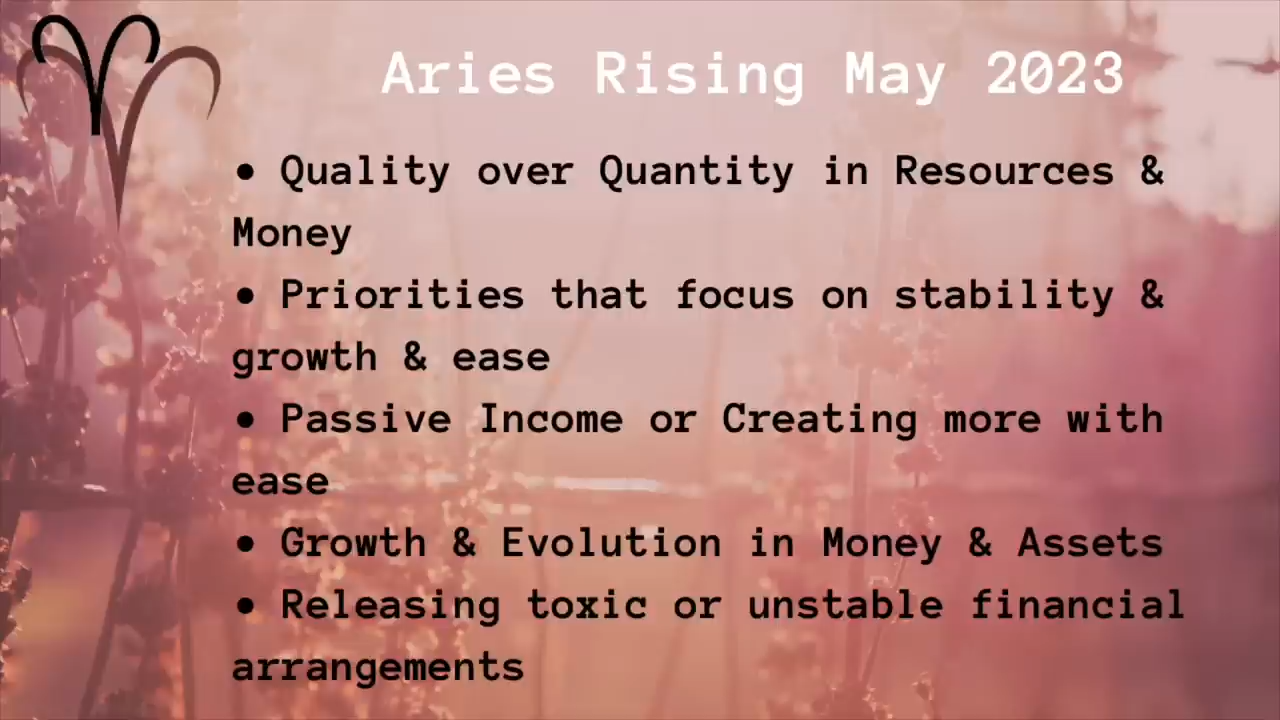 Aries Rising May 2023
• Quality over Quantity in Resources &
Money
• Priorities that focus on stability &
growth & ease
• Passive Income or Creating more with
ease
• Growth & Evolution in Money & Assets
• Releasing toxic or unstable financial
arrangements